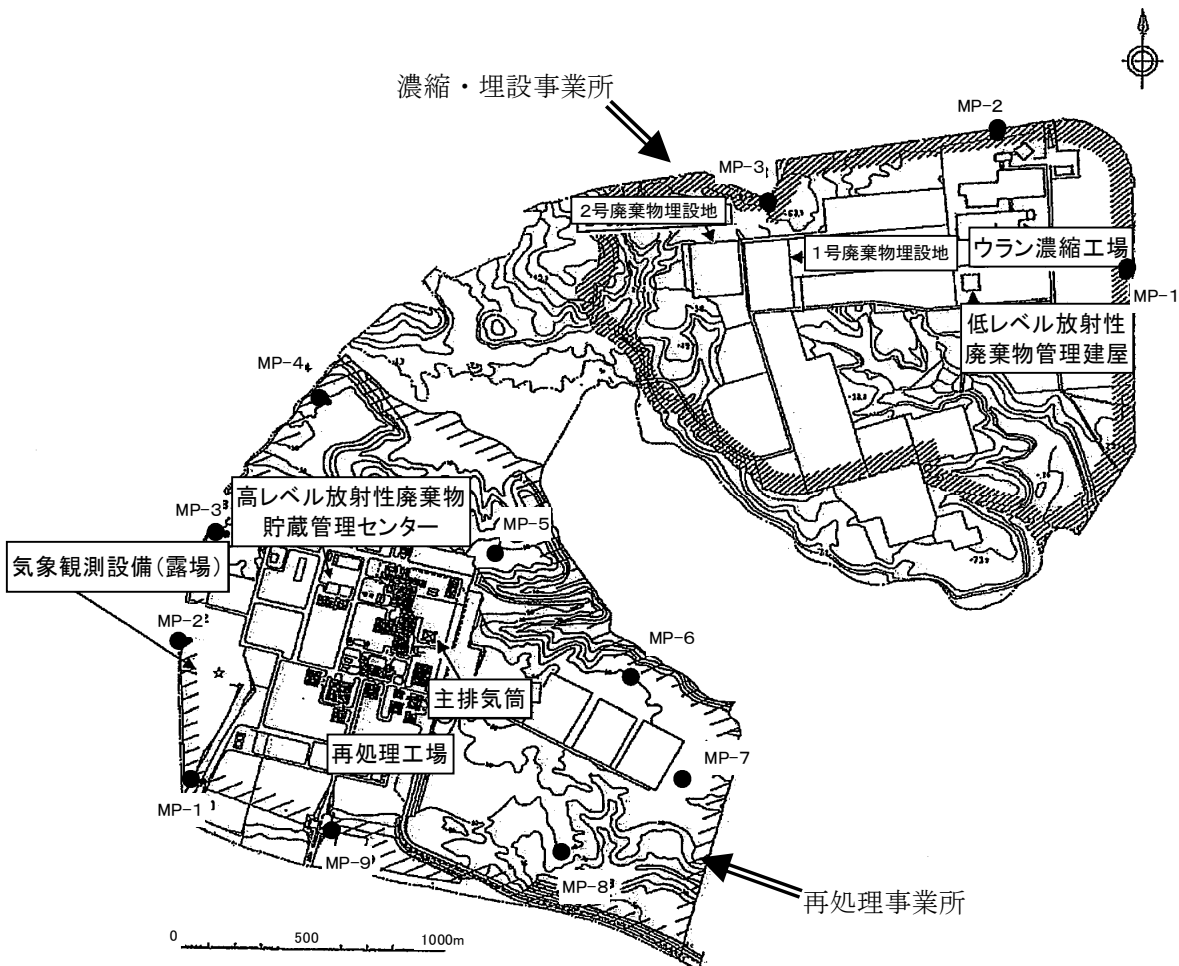 濃縮・埋設事業所
MP-2
MP-3
2号廃棄物埋設地
1号廃棄物埋設地
ウラン濃縮工場
MP-1
低レベル放射性
廃棄物管理建屋
MP-4
高レベル放射性廃棄物
貯蔵管理センター
MP-3
MP-5
気象観測設備(露場)
MP-2
MP-6
主排気筒
再処理工場
MP-7
MP-1
MP-9
MP-8
再処理事業所
0 500 1000m